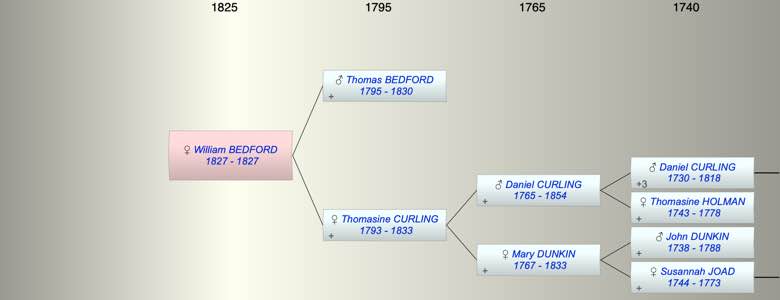 1825 1795 1765 1740
♂ Thomas BEDFORD
1795 - 1830
+
♀ William BEDFORD
1827 - 1827
♂ Daniel CURLING
1730 - 1818
+3
♂ Daniel CURLING
1765 - 1854
+
♀ Thomasine HOLMAN
1743 - 1778
+
♀ Thomasine CURLING
1793 - 1833
+
♂ John DUNKIN
1738 - 1788
+
♀ Mary DUNKIN
1767 - 1833
+
♀ Susannah JOAD
1744 - 1773
+